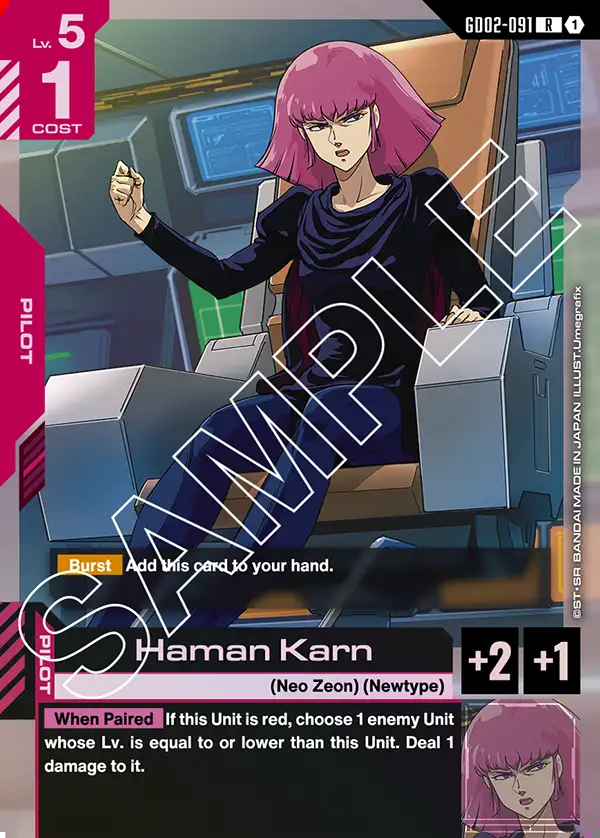 Lv. 5
GD02-091 R 1
1
COST
PILOT
SAMPLE
©ST・SR BANDAI MADE IN JAPAN ILLUST.Umegrafix
Burst Add this card to your hand.
PILOT
Haman Karn
+2 +1
(Neo Zeon) (Newtype)
When Paired If this Unit is red, choose 1 enemy Unit
whose Lv. is equal to or lower than this Unit. Deal 1
damage to it.